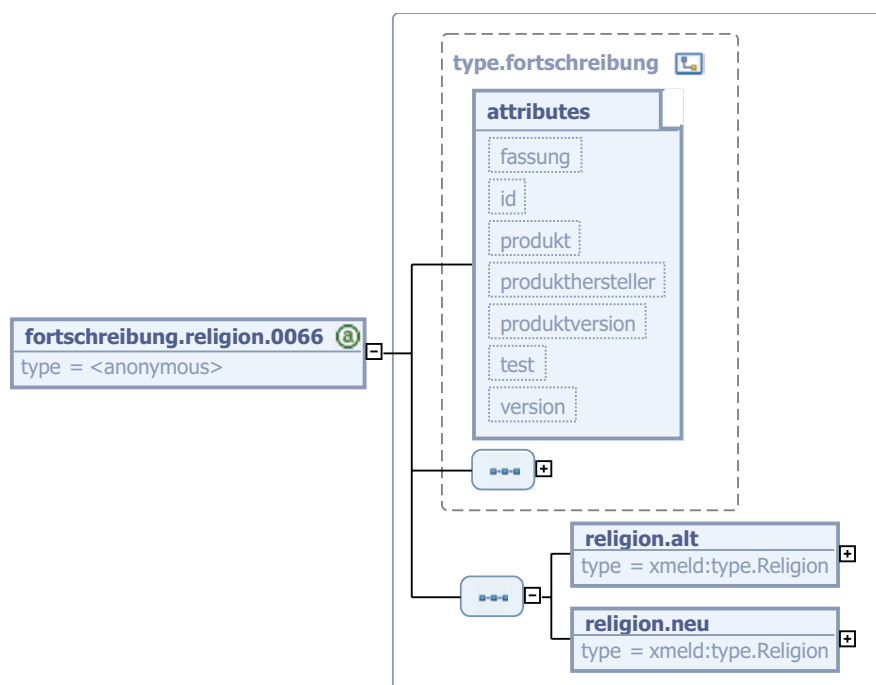 type.fortschreibung
attributes
fassung
id
produkt
produkthersteller
produktversion
test
version
fortschreibung.religion.0066 a
type = <anonymous>
religion.alt
type = xmeld:type.Religion
religion.neu
type = xmeld:type.Religion